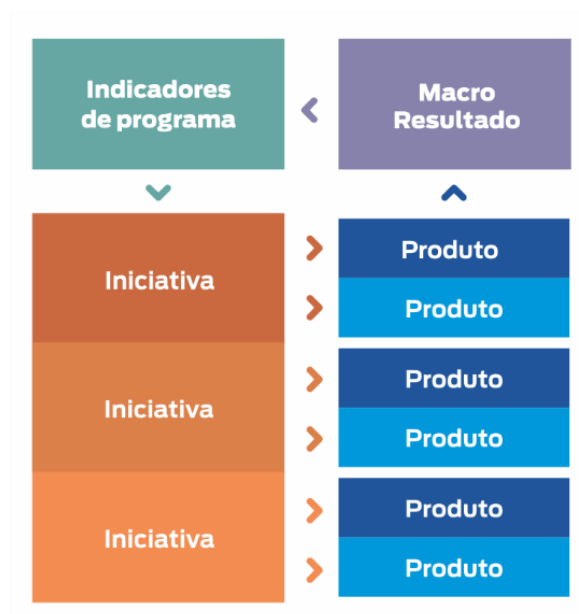 Indicadores
de programa
Macro
Resultado
Iniciativa
Produto
Produto
Iniciativa
Produto
Produto
Iniciativa
Produto
Produto